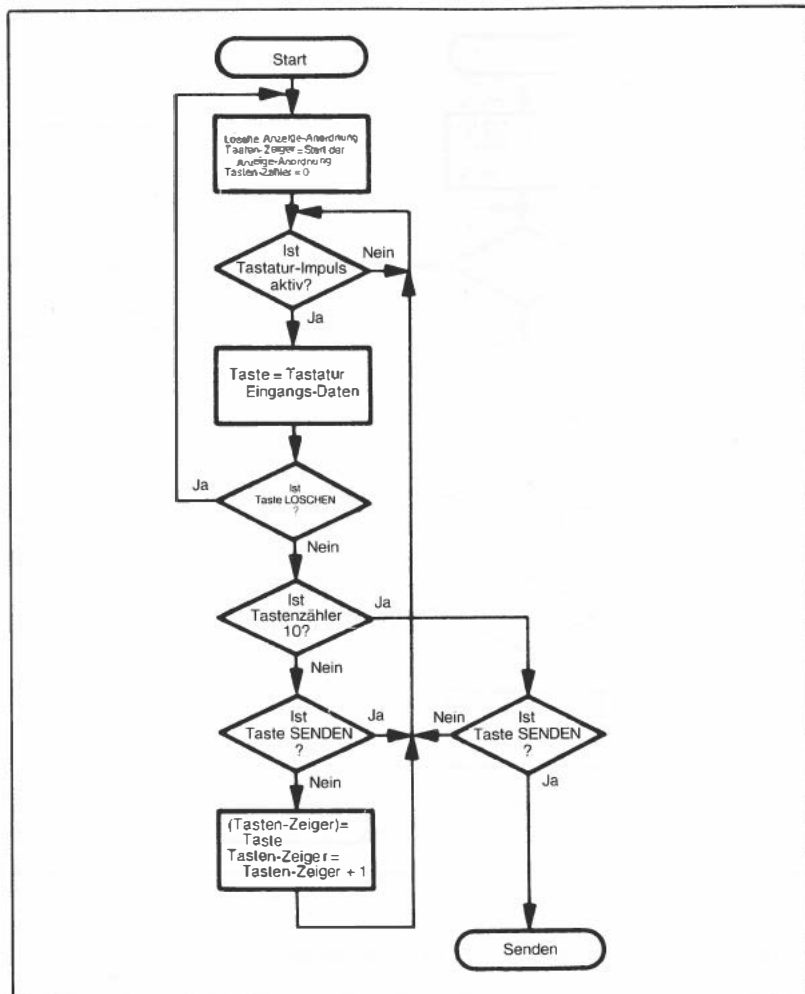 Start
Lösche Anzeige-Anordnung
Tasten-Zeiger = Start der
Anzeige-Anordnung
Tasten-Zähler = 0
Ist
Tastatur-Impuls
aktiv?
Nein
Ja
Taste = Tastatur
Eingangs-Daten
Ja
Ist
Taste LÖSCHEN
?
Nein
Ist
Tastenzähler
10?
Ja
Nein
Ist
Taste SENDEN
?
Ja
Nein
Nein
Ist
Taste SENDEN
?
Ja
(Tasten-Zeiger)=
Taste
Tasten-Zeiger =
Tasten-Zeiger + 1
Senden